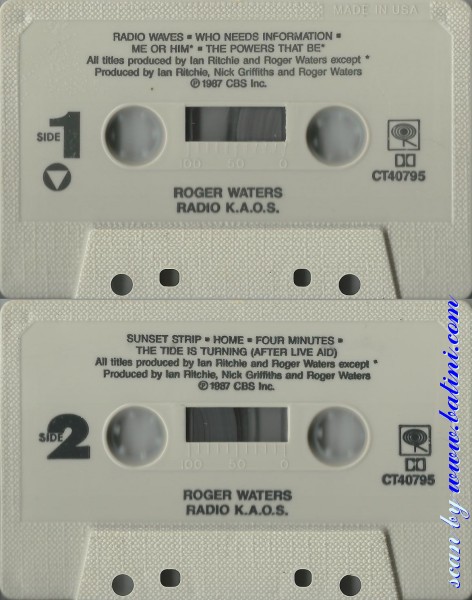 MADE IN U.S.A.
RADIO WAVES ▪ WHO NEEDS INFORMATION ▪
ME OR HIM* ▪ THE POWERS THAT BE*
All titles produced by Ian Ritchie and Roger Waters except *
Produced by Ian Ritchie, Nick Griffiths and Roger Waters
℗1987 CBS Inc.
SIDE 1
100 50 0
CT40795
ROGER WATERS
RADIO K.A.O.S.
SUNSET STRIP ▪ HOME ▪ FOUR MINUTES ▪
THE TIDE IS TURNING (AFTER LIVE AID)
All titles produced by Ian Ritchie and Roger Waters except *
Produced by Ian Ritchie, Nick Griffiths and Roger Waters
℗1987 CBS Inc.
SIDE 2
100 50 0
CT40795
ROGER WATERS
RADIO K.A.O.S.
scan by www.batini.com